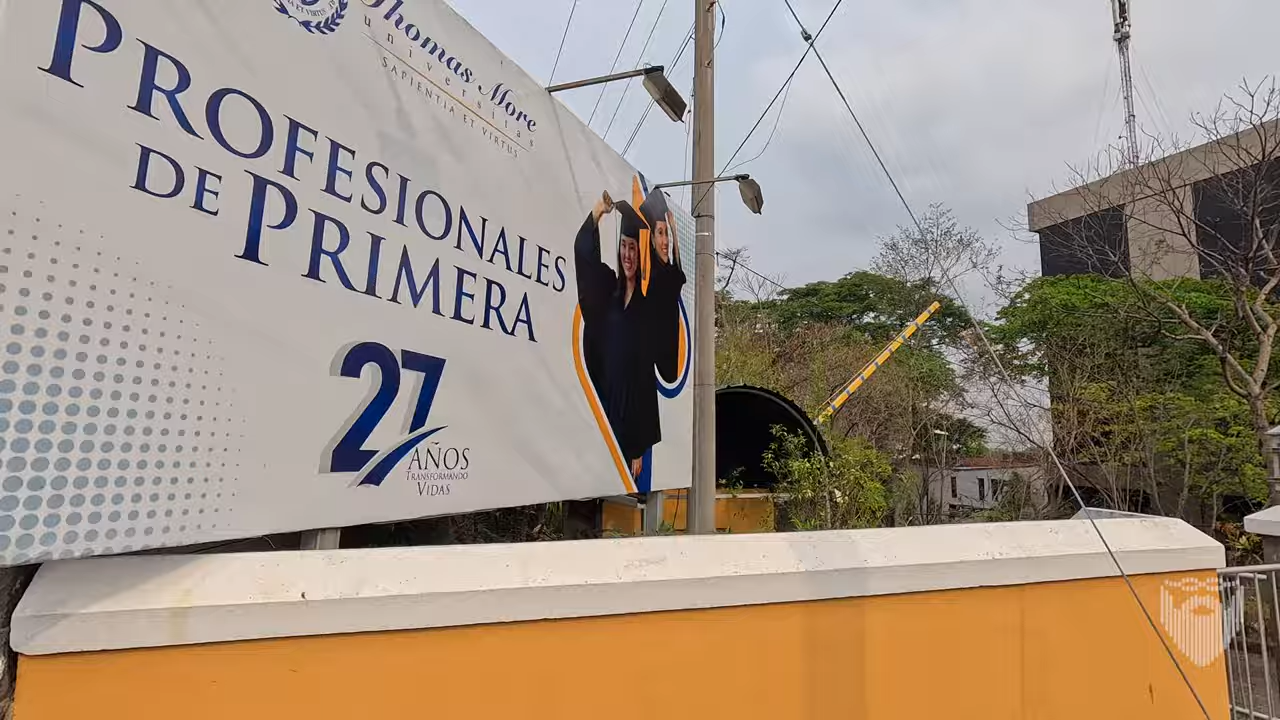 Thomas More
universitas
SAPIENTIA ET VIRTUS
PROFESIONALES
DE PRIMERA
27
AÑOS
TRANSFORMANDO
VIDAS